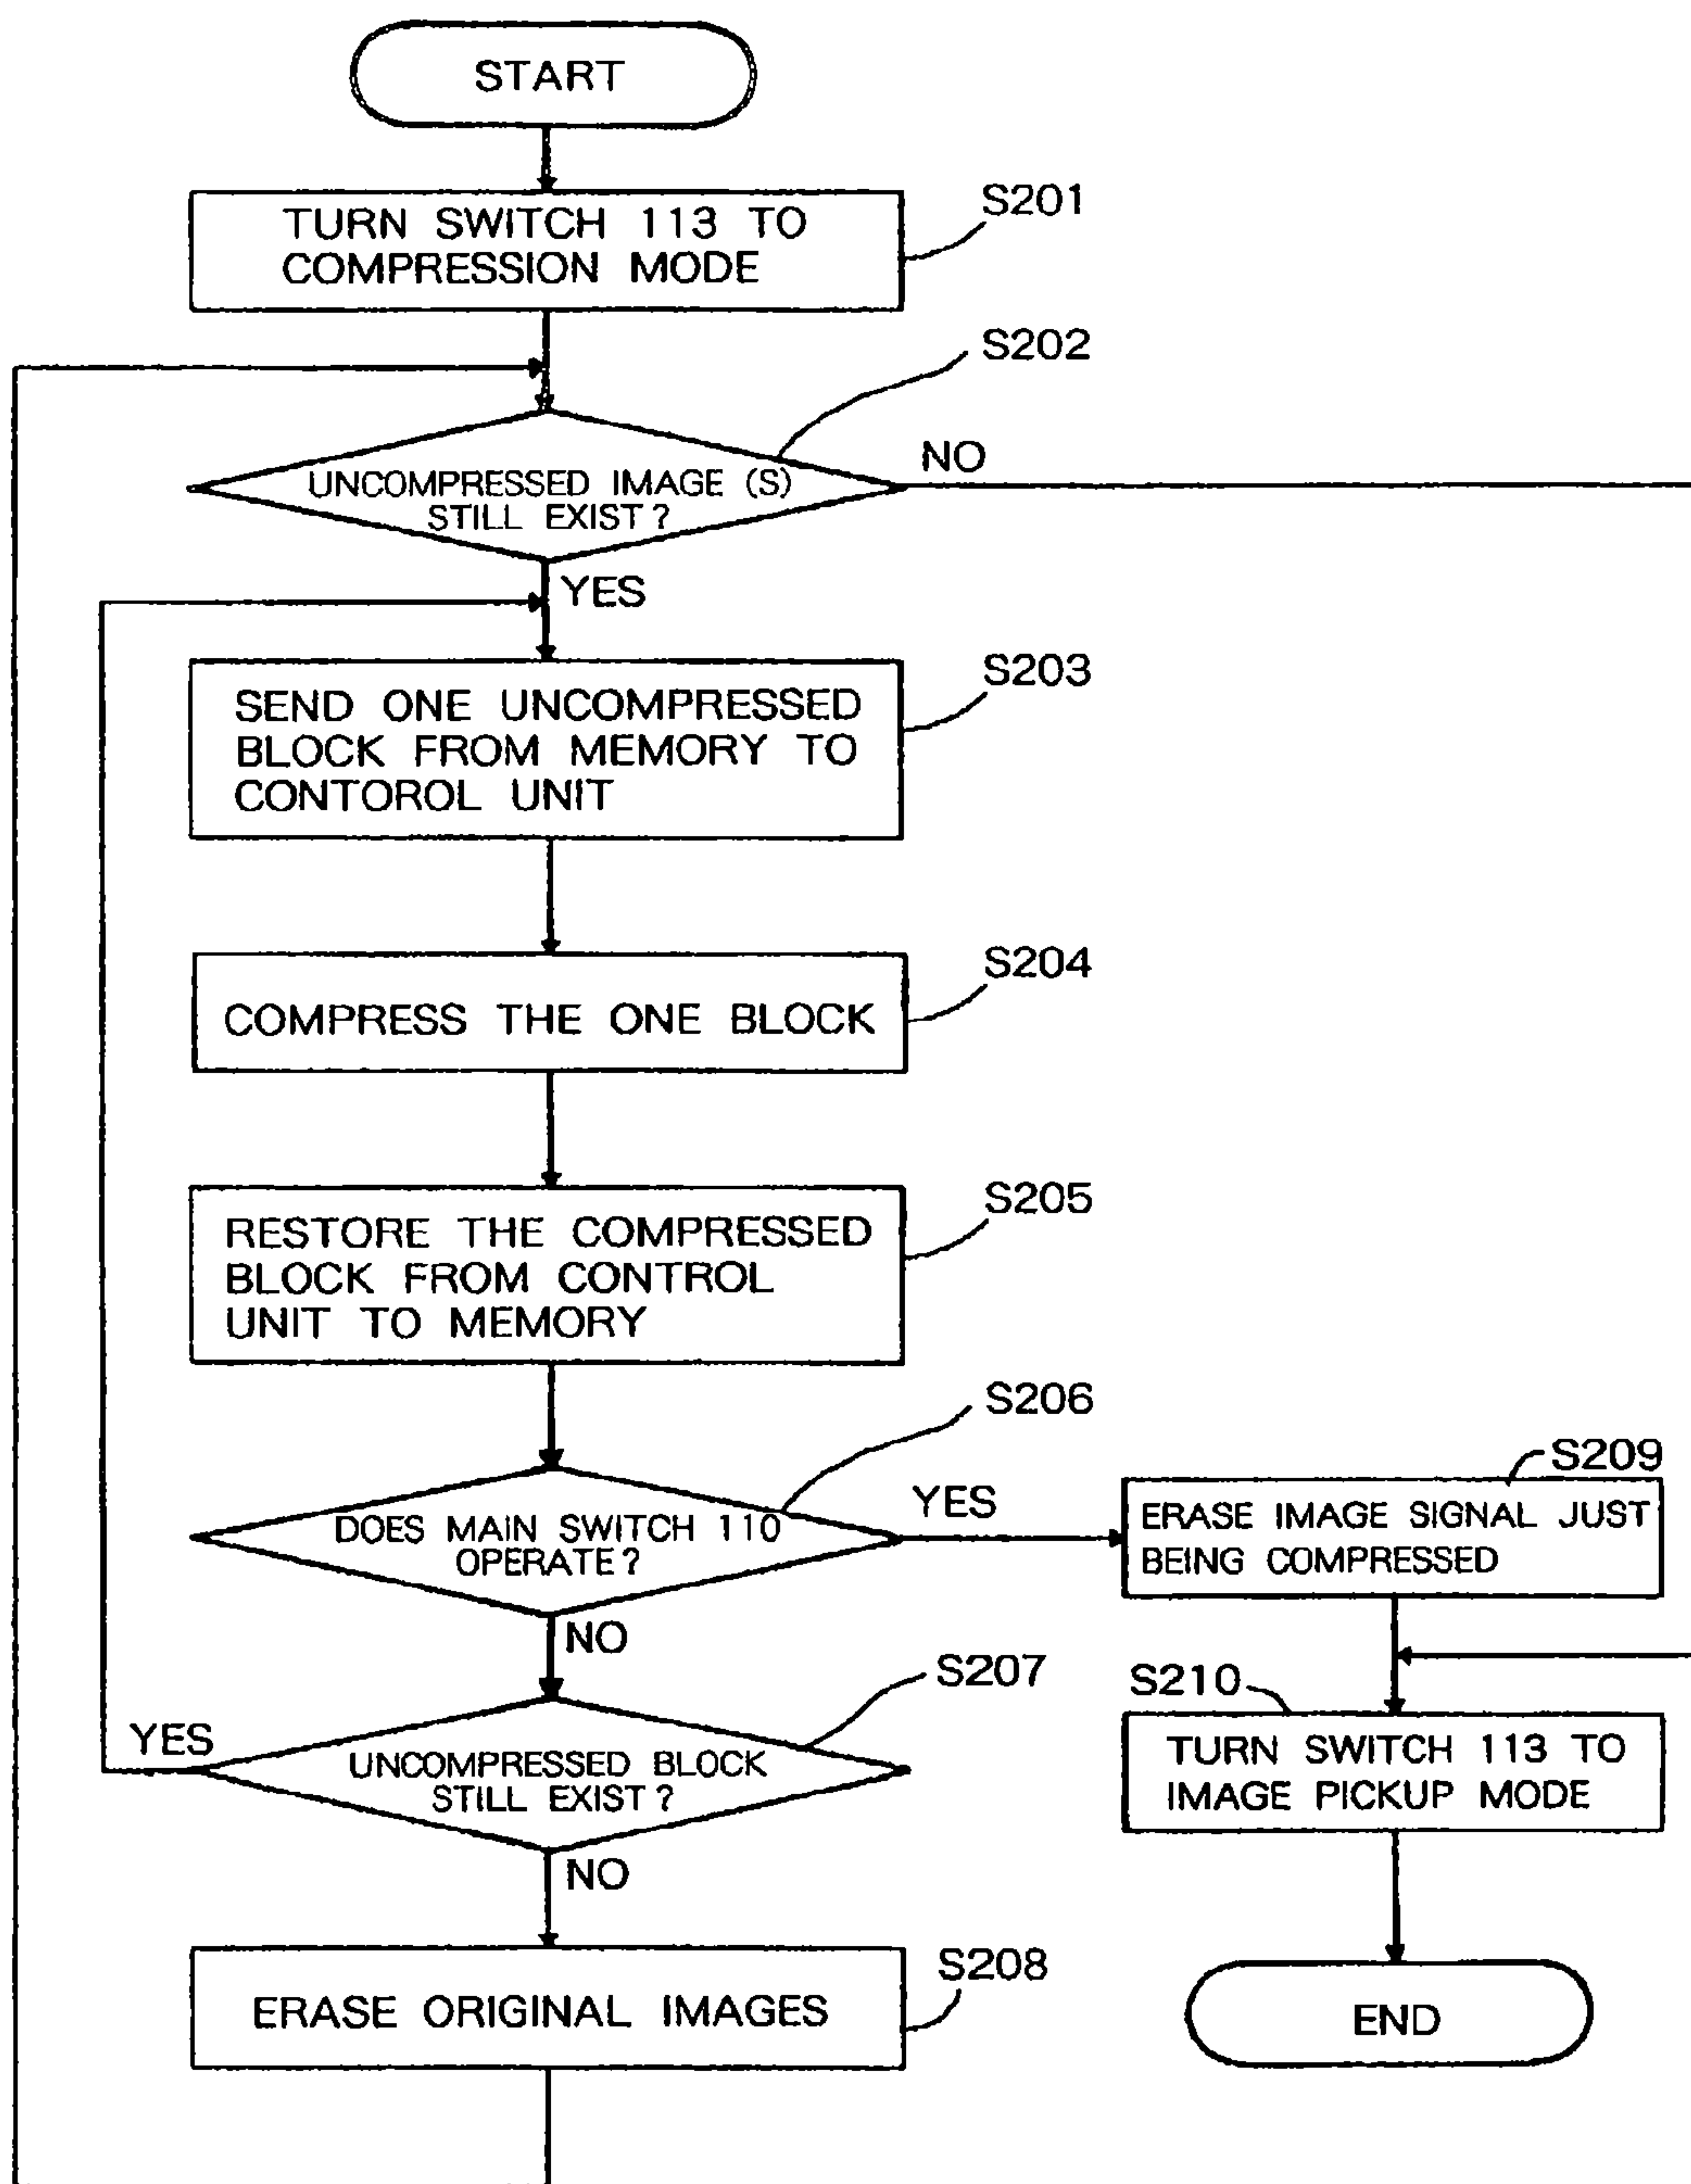 START
TURN SWITCH 113 TO
COMPRESSION MODE
S201
S202
UNCOMPRESSED IMAGE (S)
STILL EXIST?
NO
YES
S203
SEND ONE UNCOMPRESSED
BLOCK FROM MEMORY TO
CONTOROL UNIT
S204
COMPRESS THE ONE BLOCK
S205
RESTORE THE COMPRESSED
BLOCK FROM CONTROL
UNIT TO MEMORY
S206
DOES MAIN SWITCH 110
OPERATE?
YES
NO
S209
ERASE IMAGE SIGNAL JUST
BEING COMPRESSED
S207
UNCOMPRESSED BLOCK
STILL EXIST?
YES
NO
S210
TURN SWITCH 113 TO
IMAGE PICKUP MODE
S208
ERASE ORIGINAL IMAGES
END